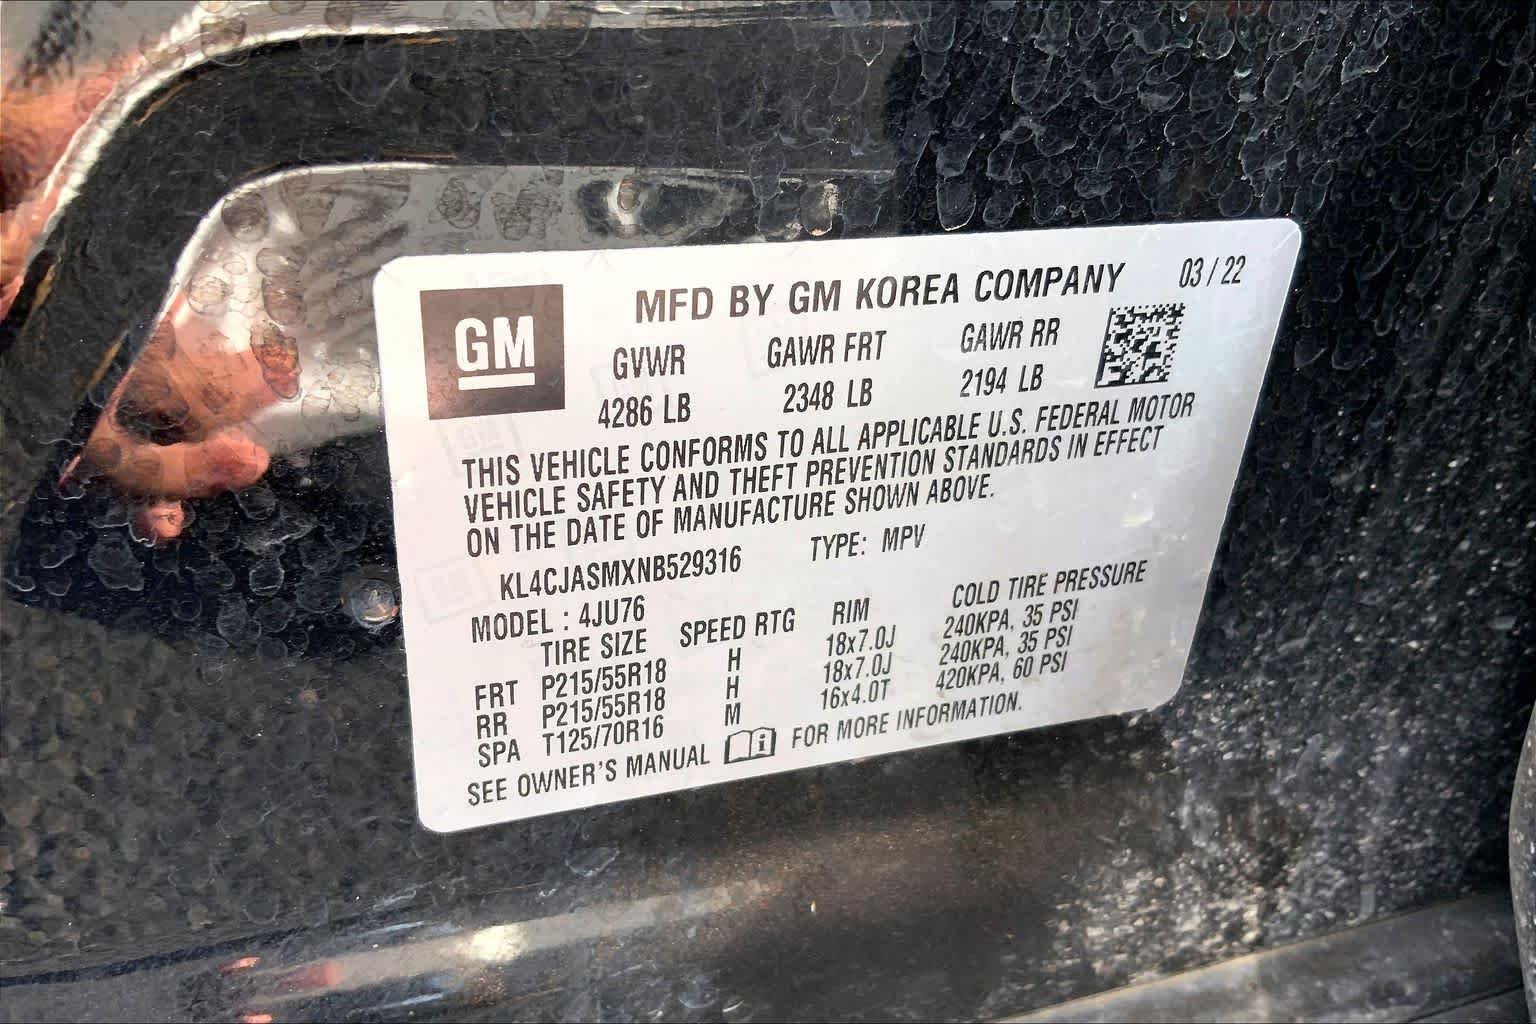 GM
MFD BY GM KOREA COMPANY 03 / 22
GVWR GAWR FRT GAWR RR
4286 LB 2348 LB 2194 LB
THIS VEHICLE CONFORMS TO ALL APPLICABLE U.S. FEDERAL MOTOR
VEHICLE SAFETY AND THEFT PREVENTION STANDARDS IN EFFECT
ON THE DATE OF MANUFACTURE SHOWN ABOVE.
KL4CJASMXNB529316 TYPE: MPV
MODEL : 4JU76
TIRE SIZE SPEED RTG RIM COLD TIRE PRESSURE
FRT P215/55R18 H 18x7.0J 240KPA, 35 PSI
RR P215/55R18 H 18x7.0J 240KPA, 35 PSI
SPA T125/70R16 M 16x4.0T 420KPA, 60 PSI
SEE OWNER'S MANUAL i FOR MORE INFORMATION.